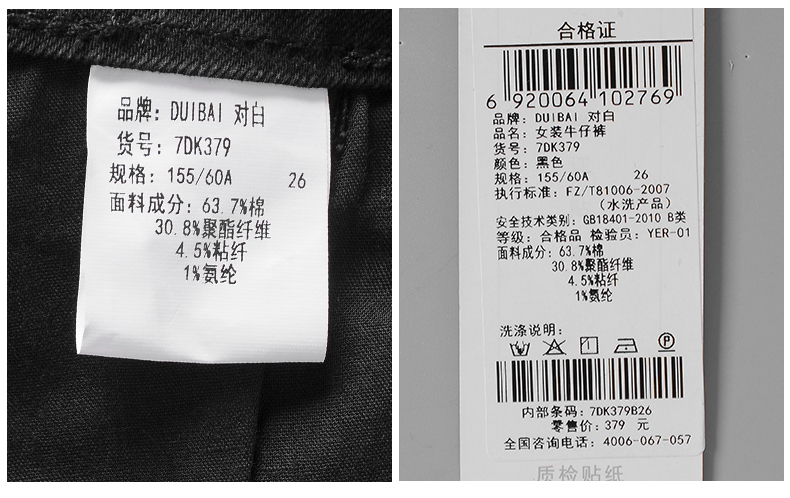 品牌: DUIBAI 对白
货号: 7DK379
规格: 155/60A 26
面料成分: 63.7%棉
30.8%聚酯纤维
4.5%粘纤
1%氨纶
合格证
6 920064 102769
品牌: DUIBAI 对白
品名: 女装牛仔裤
货号: 7DK379
颜色: 黑色
规格: 155/60A 26
执行标准: FZ/T81006-2007
(水洗产品)
安全技术类别: GB18401-2010 B类
等级: 合格品 检验员: YER-01
面料成分: 63.7%棉
30.8%聚酯纤维
4.5%粘纤
1%氨纶
洗涤说明:
P
内部条码: 7DK379B26
零售价: 379 元
全国咨询电话: 4006-067-057
质检贴纸